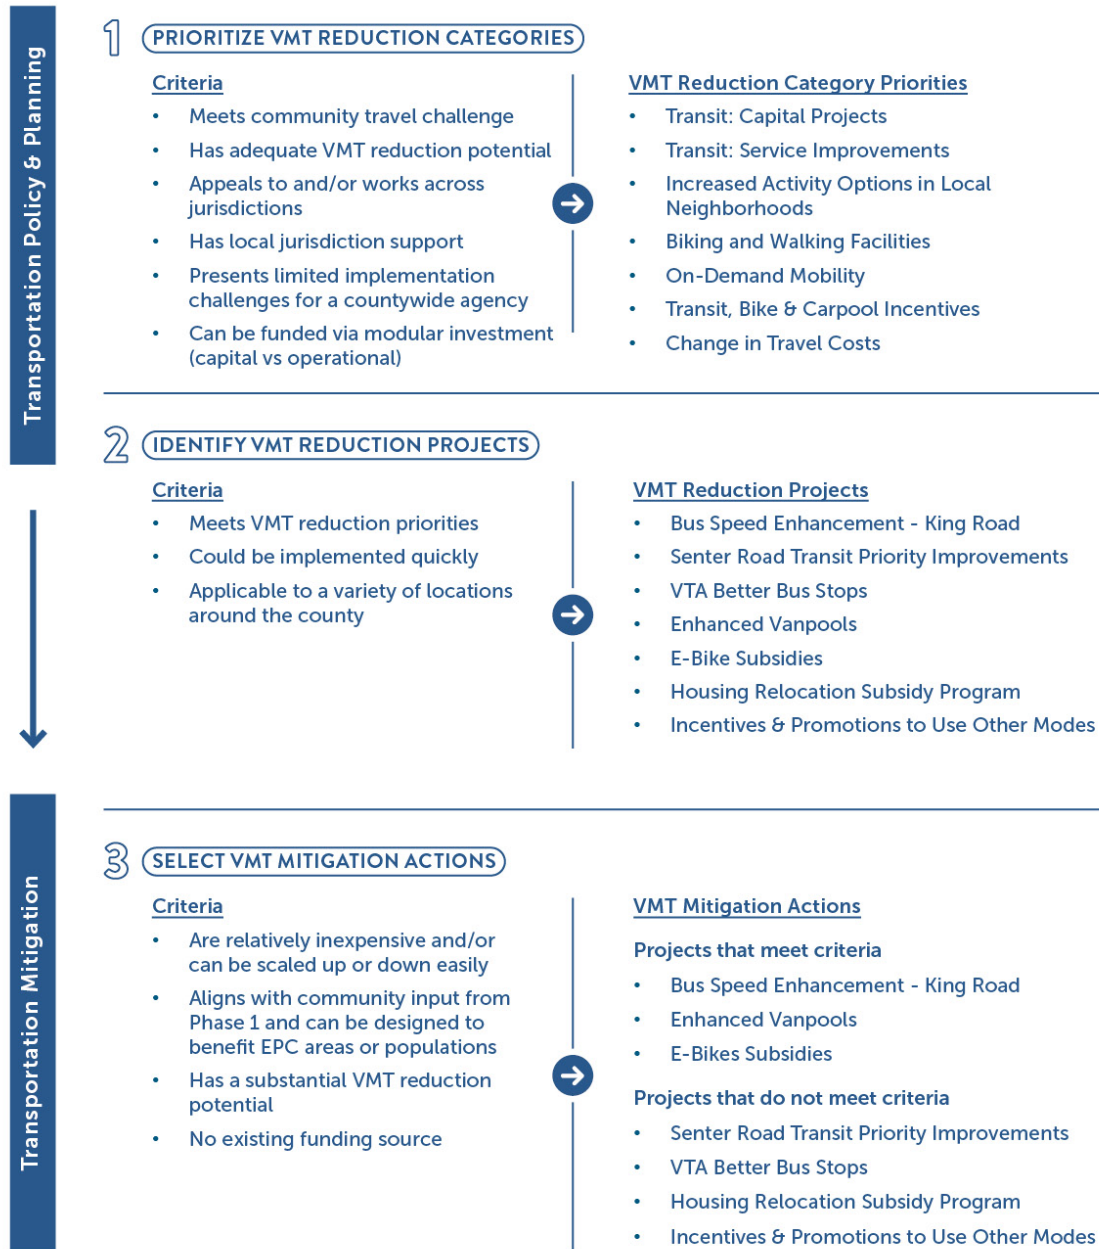 Transportation Policy & Planning
1 PRIORITIZE VMT REDUCTION CATEGORIES
Criteria
• Meets community travel challenge
• Has adequate VMT reduction potential
• Appeals to and/or works across
jurisdictions
• Has local jurisdiction support
• Presents limited implementation
challenges for a countywide agency
• Can be funded via modular investment
(capital vs operational)
VMT Reduction Category Priorities
• Transit: Capital Projects
• Transit: Service Improvements
• Increased Activity Options in Local
Neighborhoods
• Biking and Walking Facilities
• On-Demand Mobility
• Transit, Bike & Carpool Incentives
• Change in Travel Costs
2 IDENTIFY VMT REDUCTION PROJECTS
Criteria
• Meets VMT reduction priorities
• Could be implemented quickly
• Applicable to a variety of locations
around the county
VMT Reduction Projects
• Bus Speed Enhancement - King Road
• Senter Road Transit Priority Improvements
• VTA Better Bus Stops
• Enhanced Vanpools
• E-Bike Subsidies
• Housing Relocation Subsidy Program
• Incentives & Promotions to Use Other Modes
Transportation Mitigation
3 SELECT VMT MITIGATION ACTIONS
Criteria
• Are relatively inexpensive and/or
can be scaled up or down easily
• Aligns with community input from
Phase 1 and can be designed to
benefit EPC areas or populations
• Has a substantial VMT reduction
potential
• No existing funding source
VMT Mitigation Actions
Projects that meet criteria
• Bus Speed Enhancement - King Road
• Enhanced Vanpools
• E-Bikes Subsidies
Projects that do not meet criteria
• Senter Road Transit Priority Improvements
• VTA Better Bus Stops
• Housing Relocation Subsidy Program
• Incentives & Promotions to Use Other Modes